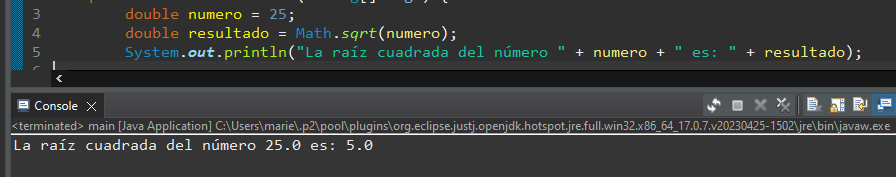 3 double numero = 25;
4 double resultado = Math.sqrt(numero);
5 System.out.println("La raíz cuadrada del número " + numero + " es: " + resultado);
Console
<terminated> main [Java Application] C:\Users\marie\.p2\pool\plugins\org.eclipse.justj.openjdk.hotspot.jre.full.win32.x86_64_17.0.7.v20230425-1502\jre\bin\javaw.exe
La raíz cuadrada del número 25.0 es: 5.0